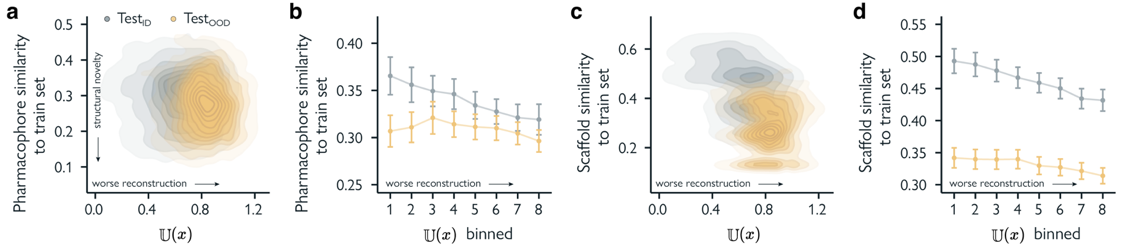 a
Pharmacophore similarity
to train set
0.5
0.4
0.3
0.2
0.1
Test_ID
Test_OOD
structural novelty
worse reconstruction
0.0 0.4 0.8 1.2
𝕌(x)
b
Pharmacophore similarity
to train set
0.40
0.35
0.30
0.25
worse reconstruction
1 2 3 4 5 6 7 8
𝕌(x) binned
c
Scaffold similarity
to train set
0.6
0.4
0.2
worse reconstruction
0.0 0.4 0.8 1.2
𝕌(x)
d
Scaffold similarity
to train set
0.55
0.50
0.45
0.40
0.35
0.30
worse reconstruction
1 2 3 4 5 6 7 8
𝕌(x) binned